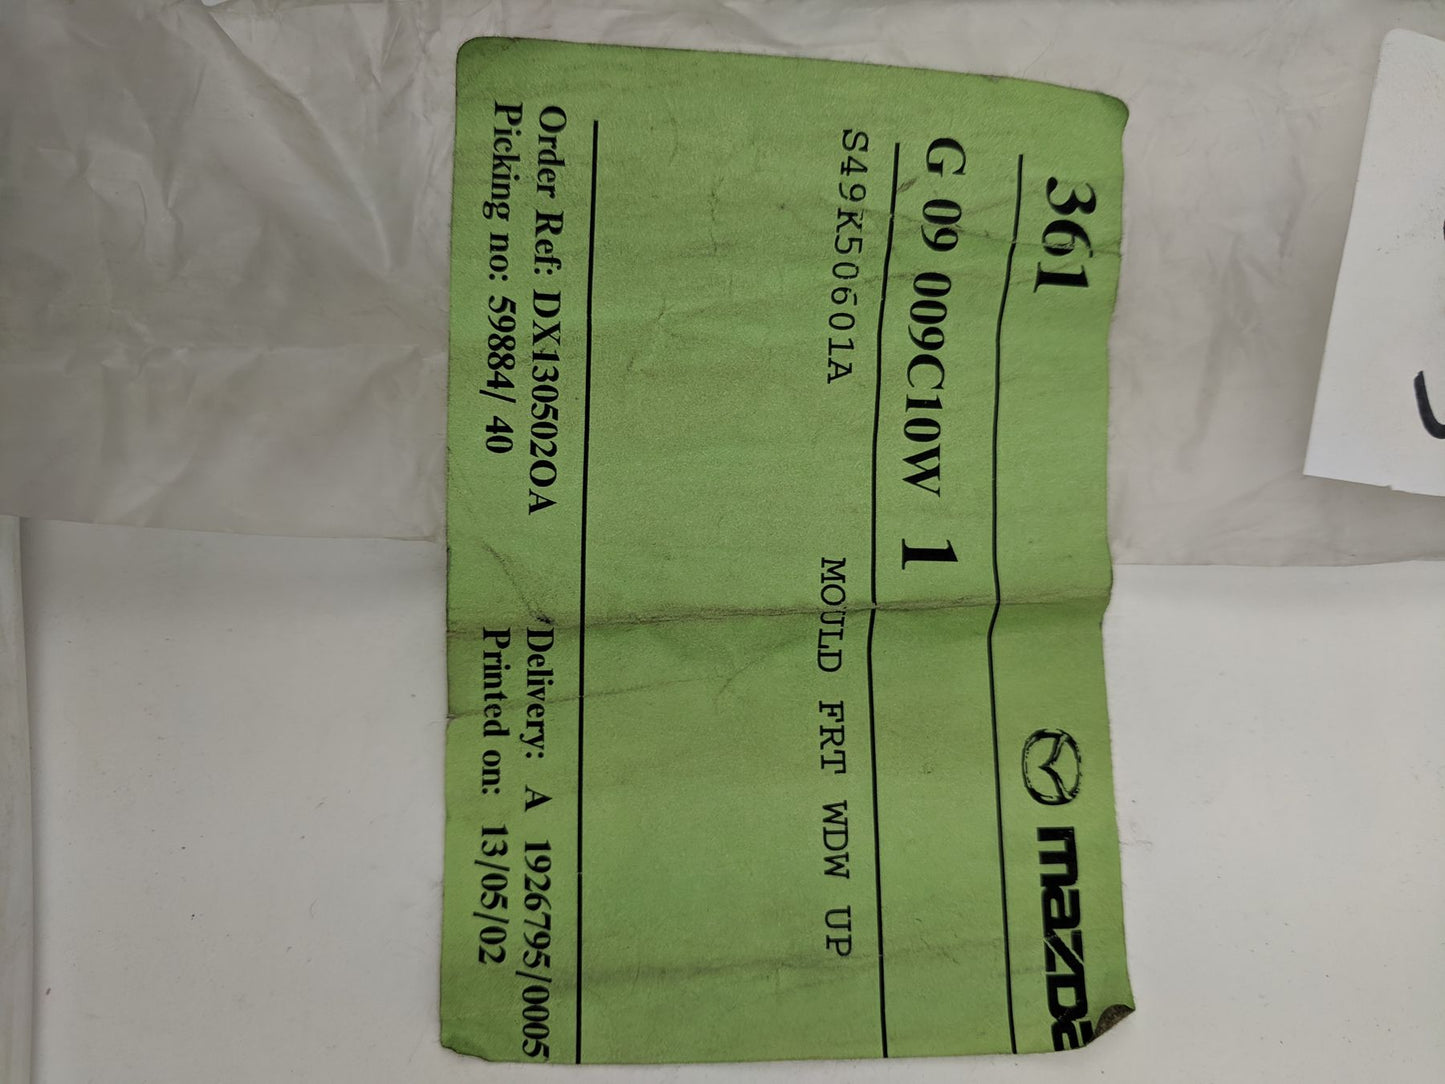 361 mazda
G 09 009C10W 1
S49K50601A MOULD FRT WDW UP
Order Ref: DX130502OA Delivery: A 1926795/0005
Picking no: 59884/ 40 Printed on: 13/05/02